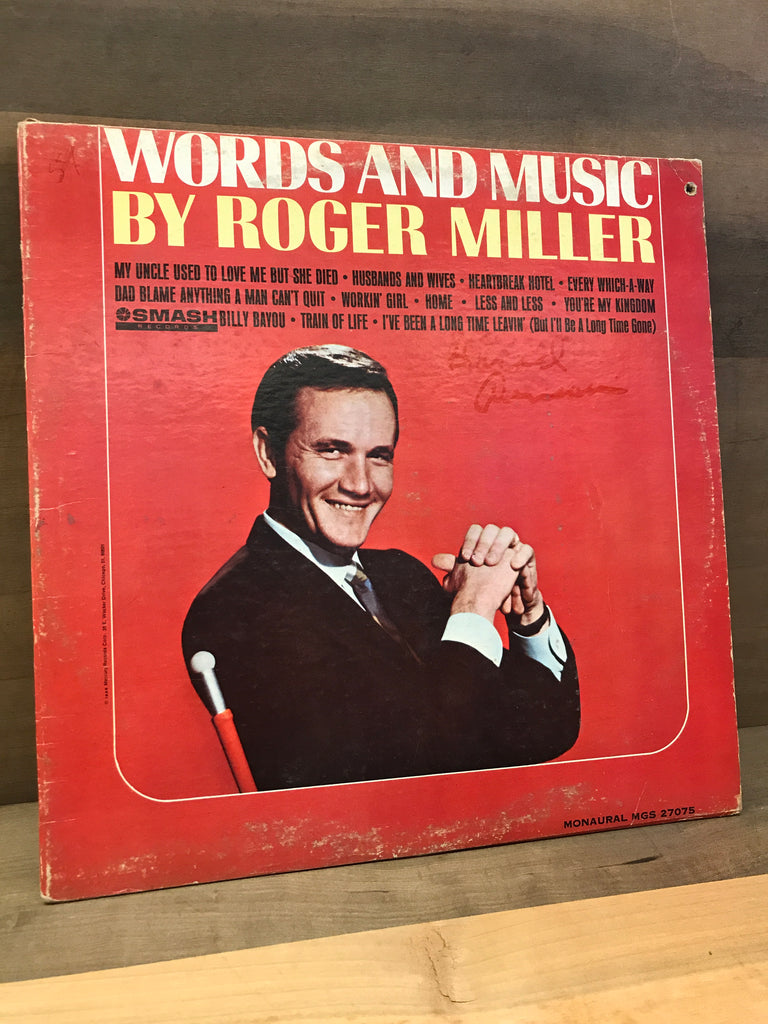 WORDS AND MUSIC
BY ROGER MILLER
MY UNCLE USED TO LOVE ME BUT SHE DIED • HUSBANDS AND WIVES • HEARTBREAK HOTEL • EVERY WHICH-A-WAY
DAD BLAME ANYTHING A MAN CAN'T QUIT • WORKIN' GIRL • HOME • LESS AND LESS • YOU'RE MY KINGDOM
SMASH BILLY BAYOU • TRAIN OF LIFE • I'VE BEEN A LONG TIME LEAVIN' (But I'll Be A Long Time Gone)
RECORDS
MONAURAL MGS 27075